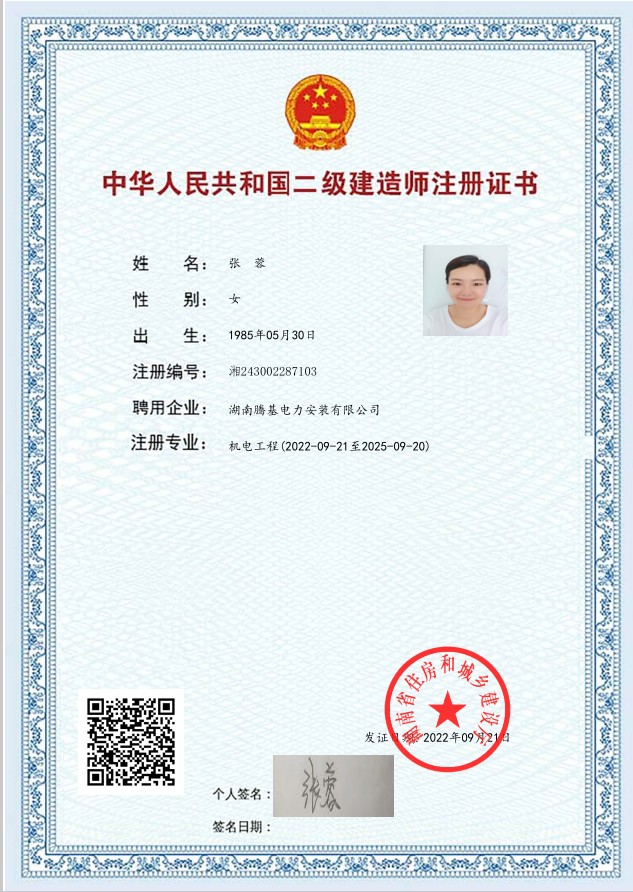 中华人民共和国二级建造师注册证书
姓 名： 张 蓉
性 别： 女
出 生： 1985年05月30日
注册编号： 湘243002287103
聘用企业： 湖南腾基电力安装有限公司
注册专业： 机电工程(2022-09-21至2025-09-20)
湖南省住房和城乡建设厅
发证日期 2022年09月21日
个人签名： 张蓉
签名日期：